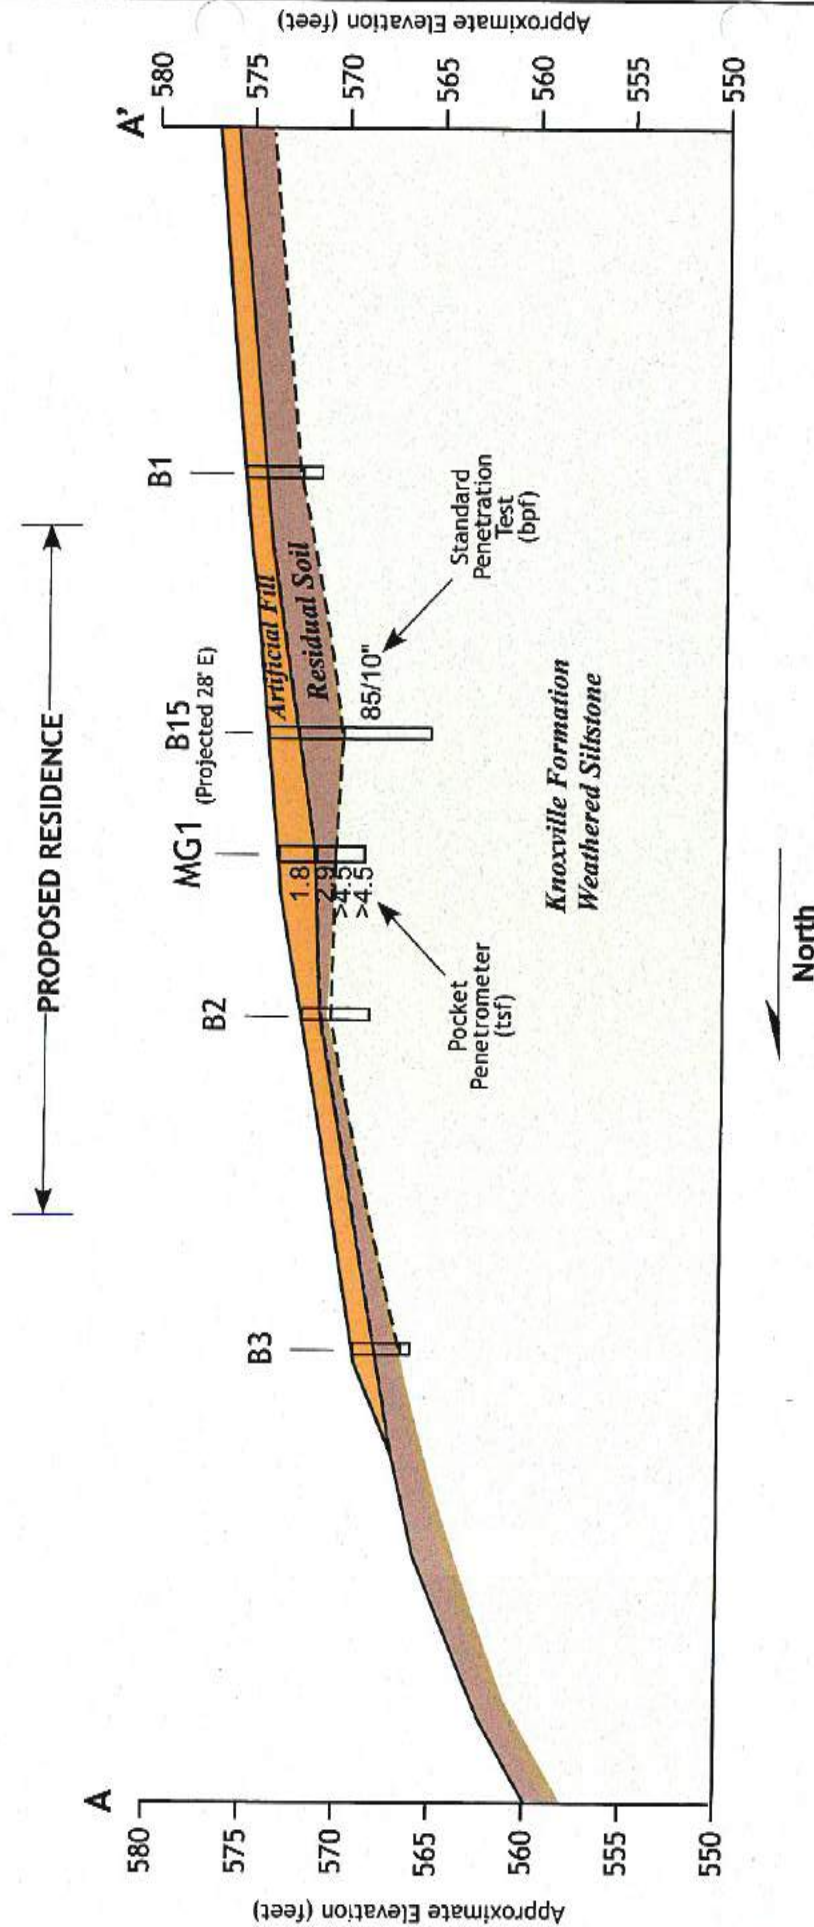 PROPOSED RESIDENCE
A
A'
B3
B2
MG1
B15
(Projected 28' E)
B1
580
575
570
565
560
555
550
Approximate Elevation (feet)
580
575
570
565
560
555
550
Approximate Elevation (feet)
Artificial Fill
Residual Soil
1.8
2.9
>4.5
>4.5
85/10"
Pocket
Penetrometer
(tsf)
Standard
Penetration
Test
(bpf)
Knoxville Formation
Weathered Siltstone
North